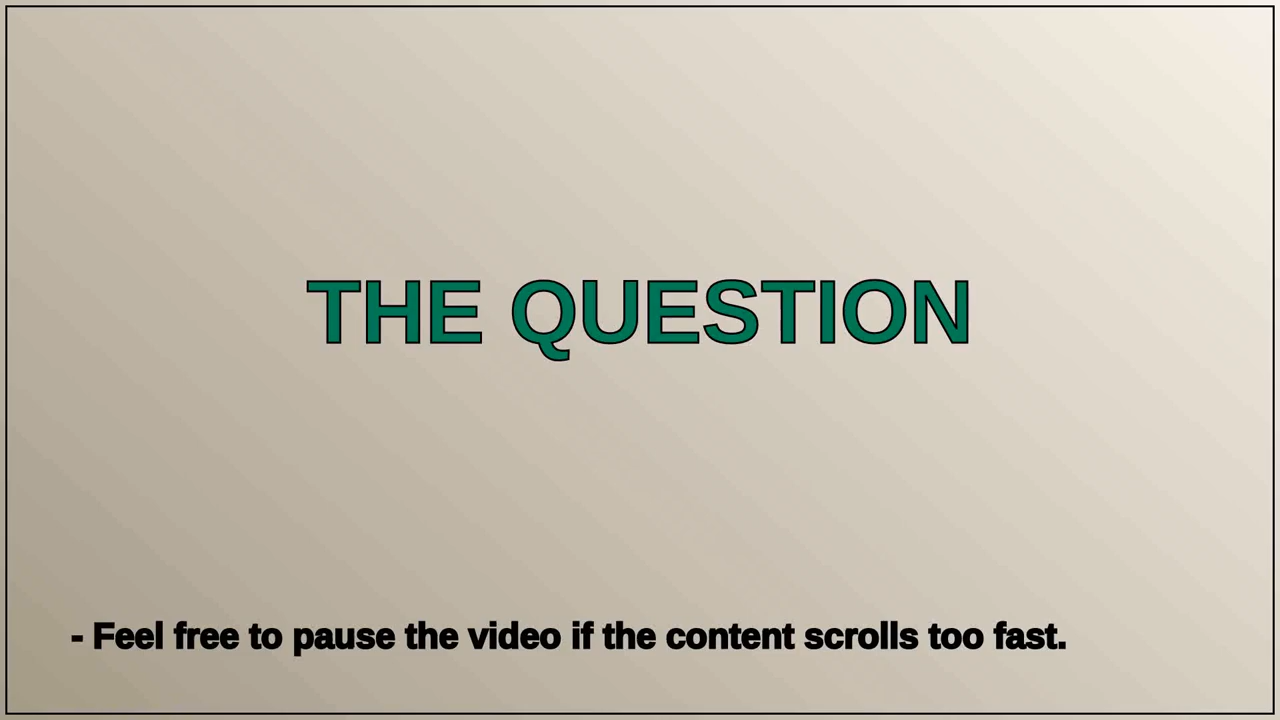 THE QUESTION
- Feel free to pause the video if the content scrolls too fast.